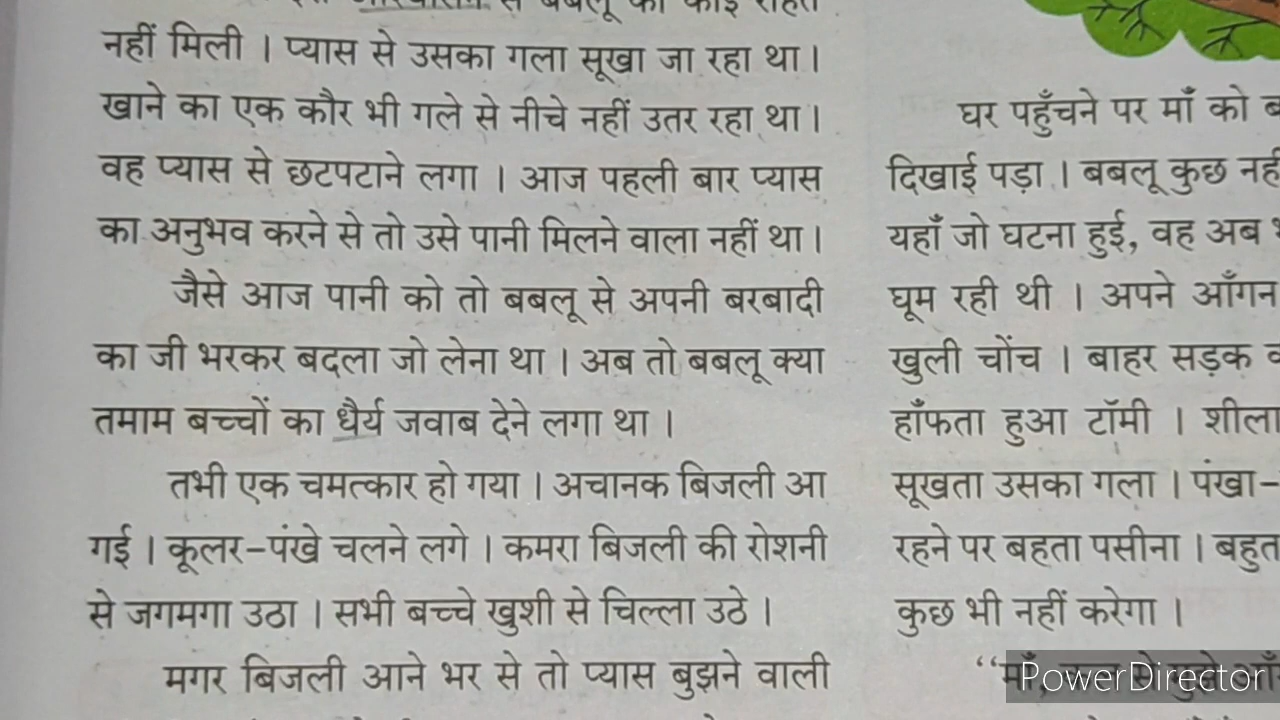 से बबलू को कोई राहत
नहीं मिली । प्यास से उसका गला सूखा जा रहा था ।
खाने का एक कौर भी गले से नीचे नहीं उतर रहा था ।
वह प्यास से छटपटाने लगा । आज पहली बार प्यास
का अनुभव करने से तो उसे पानी मिलने वाला नहीं था ।
जैसे आज पानी को तो बबलू से अपनी बरबादी
का जी भरकर बदला जो लेना था । अब तो बबलू क्या
तमाम बच्चों का धैर्य जवाब देने लगा था ।
तभी एक चमत्कार हो गया । अचानक बिजली आ
गई । कूलर-पंखे चलने लगे । कमरा बिजली की रोशनी
से जगमगा उठा । सभी बच्चे खुशी से चिल्ला उठे ।
मगर बिजली आने भर से तो प्यास बुझने वाली
घर पहुँचने पर माँ को
दिखाई पड़ा । बबलू कुछ
यहाँ जो घटना हुई, वह अब
घूम रही थी । अपने आँगन
खुली चोंच । बाहर सड़क
हाँफता हुआ टॉमी । शीला
सूखता उसका गला । पंखा-
रहने पर बहता पसीना । बहुत
कुछ भी नहीं करेगा ।
“माँ,
PowerDirector